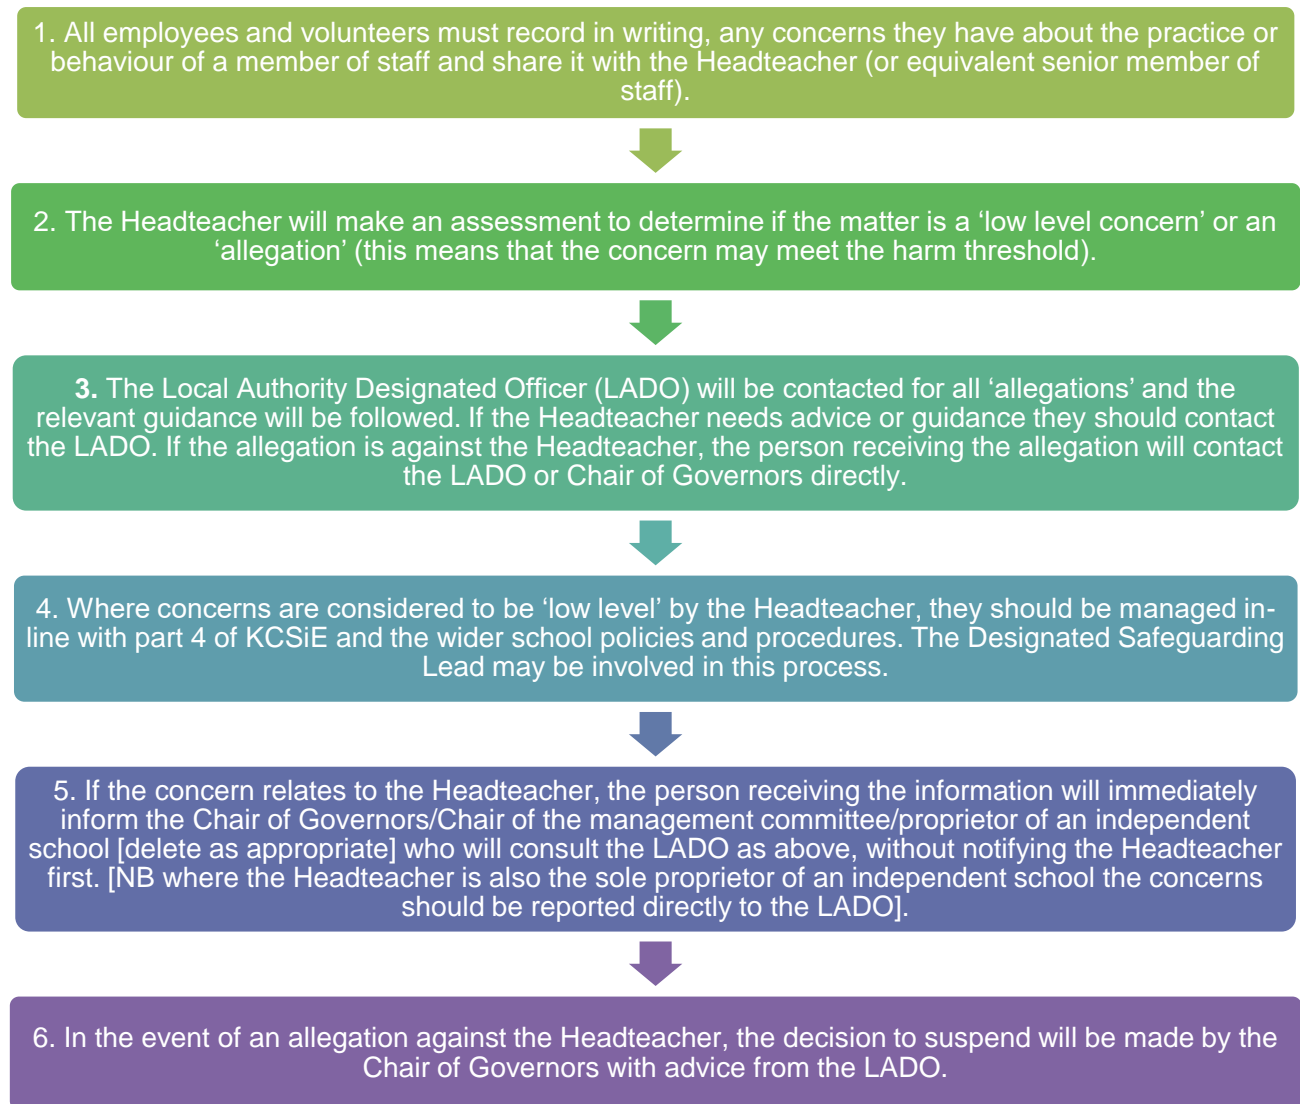 1. All employees and volunteers must record in writing, any concerns they have about the practice or
behaviour of a member of staff and share it with the Headteacher (or equivalent senior member of
staff).
2. The Headteacher will make an assessment to determine if the matter is a ‘low level concern’ or an
‘allegation’ (this means that the concern may meet the harm threshold).
3. The Local Authority Designated Officer (LADO) will be contacted for all ‘allegations’ and the
relevant guidance will be followed. If the Headteacher needs advice or guidance they should contact
the LADO. If the allegation is against the Headteacher, the person receiving the allegation will contact
the LADO or Chair of Governors directly.
4. Where concerns are considered to be ‘low level’ by the Headteacher, they should be managed in-
line with part 4 of KCSiE and the wider school policies and procedures. The Designated Safeguarding
Lead may be involved in this process.
5. If the concern relates to the Headteacher, the person receiving the information will immediately
inform the Chair of Governors/Chair of the management committee/proprietor of an independent
school [delete as appropriate] who will consult the LADO as above, without notifying the Headteacher
first. [NB where the Headteacher is also the sole proprietor of an independent school the concerns
should be reported directly to the LADO].
6. In the event of an allegation against the Headteacher, the decision to suspend will be made by the
Chair of Governors with advice from the LADO.